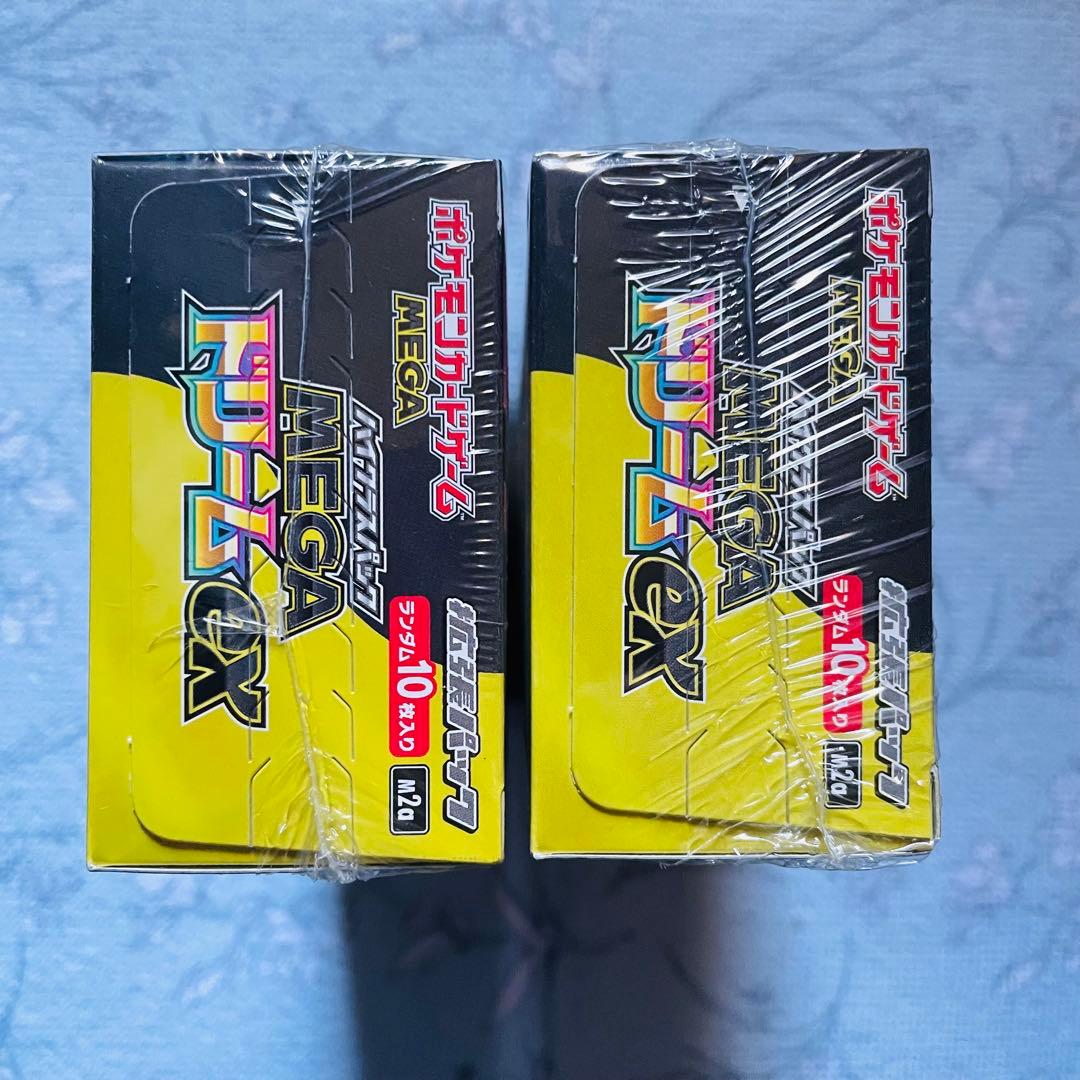 ポケモンカードゲーム
MEGA
拡張パック
ハイクラスパック
MEGA
ドリームex
ランダム10枚入り
M2a
ポケモンカードゲーム
MEGA
拡張パック
ハイクラスパック
MEGA
ドリームex
ランダム10枚入り
M2a